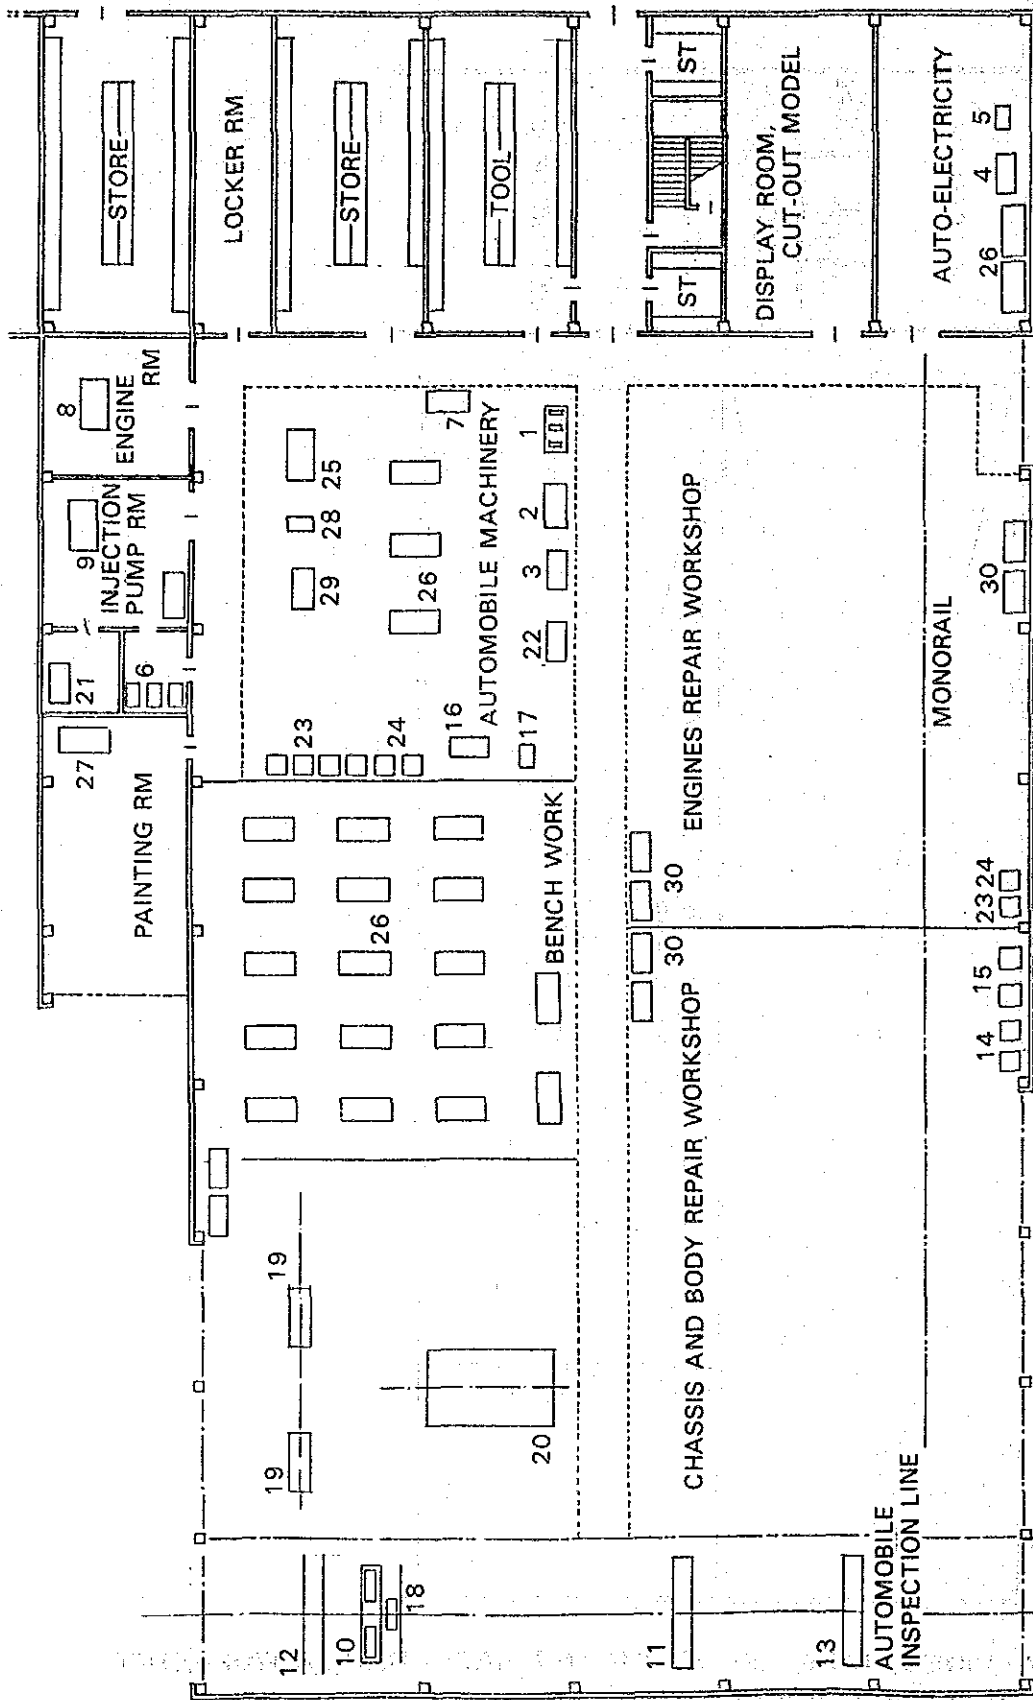 STORE
LOCKER RM
STORE
TOOL
ST
ST
DISPLAY ROOM,
CUT-OUT MODEL
AUTO-ELECTRICITY
26
4
5
8
ENGINE
RM
9
INJECTION
PUMP RM
21
6
27
PAINTING RM
25
28
29
7
26
AUTOMOBILE MACHINERY
1
2
3
22
23
24
16
17
26
BENCH WORK
ENGINES REPAIR WORKSHOP
30
30
CHASSIS AND BODY REPAIR WORKSHOP
MONORAIL
30
23 24
15
14
19
19
20
12
10
18
11
13
AUTOMOBILE
INSPECTION LINE